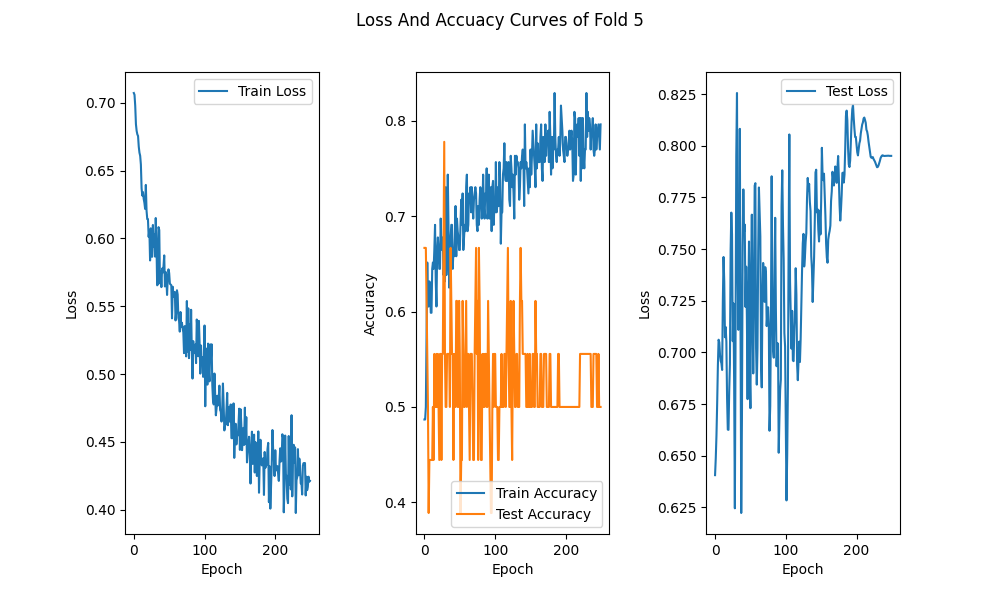 Loss And Accuacy Curves of Fold 5
Train Loss
0.70
0.65
0.60
0.55
0.50
0.45
0.40
Loss
0
100
200
Epoch
0.8
0.7
0.6
0.5
0.4
Accuracy
Train Accuracy
Test Accuracy
0
100
200
Epoch
Test Loss
0.825
0.800
0.775
0.750
0.725
0.700
0.675
0.650
0.625
Loss
0
100
200
Epoch